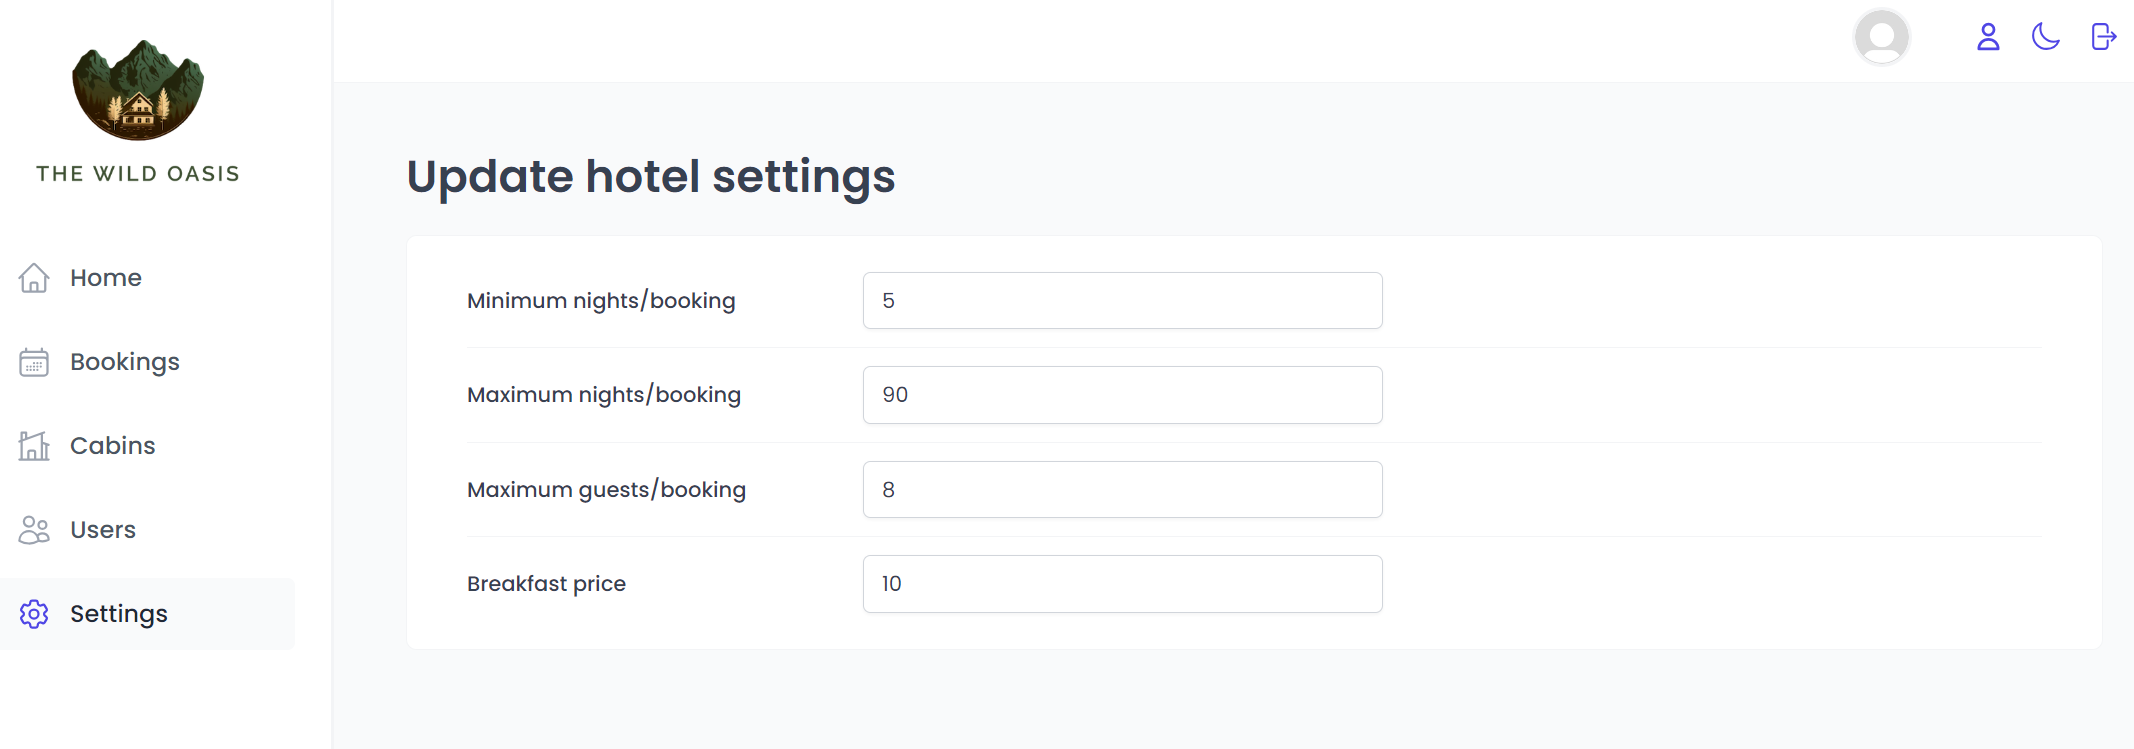 THE WILD OASIS
Home
Bookings
Cabins
Users
Settings
Update hotel settings
Minimum nights/booking
5
Maximum nights/booking
90
Maximum guests/booking
8
Breakfast price
10